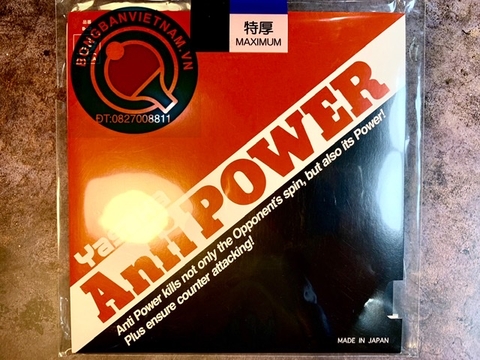 BONGBANVIETNAM.VN
ĐT:0827008811
特厚
MAXIMUM
Anti POWER
Anti Power kills not only the Opponent's spin, but also its Power!
Plus ensure counter attacking!
MADE IN JAPAN